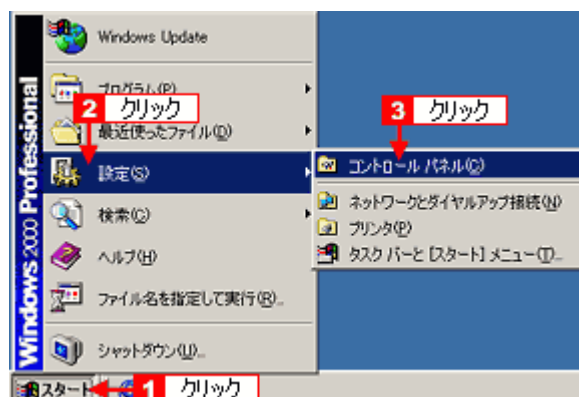 Windows Update
プログラム(P)
2 クリック
最近使ったファイル(D)
設定(S)
検索(C)
ヘルプ(H)
ファイル名を指定して実行(R)...
シャットダウン(U)...
Windows 2000 Professional
3 クリック
コントロール パネル(C)
ネットワークとダイヤルアップ接続(N)
プリンタ(P)
タスク バーと [スタート] メニュー(T)...
スタート
1 クリック